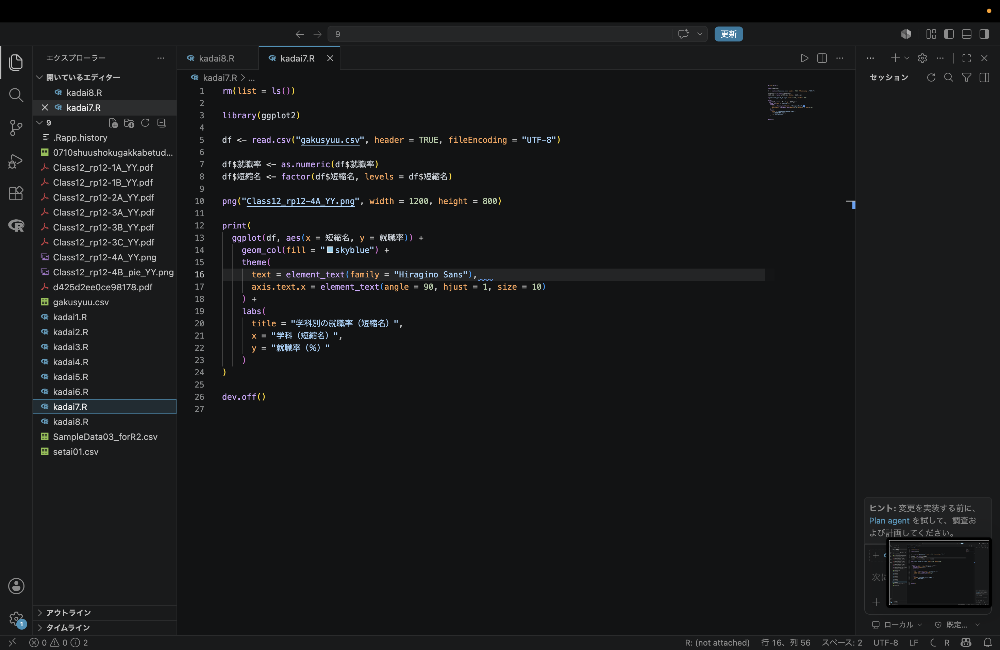 9
更新
エクスプローラー
開いているエディター
kadai8.R
kadai7.R
9
.Rapp.history
0710shuushokugakkabetud...
Class12_rp12-1A_YY.pdf
Class12_rp12-1B_YY.pdf
Class12_rp12-2A_YY.pdf
Class12_rp12-3A_YY.pdf
Class12_rp12-3B_YY.pdf
Class12_rp12-3C_YY.pdf
Class12_rp12-4A_YY.png
Class12_rp12-4B_pie_YY.png
d425d2ee0ce98178.pdf
gakusyuu.csv
kadai1.R
kadai2.R
kadai3.R
kadai4.R
kadai5.R
kadai6.R
kadai7.R
kadai8.R
SampleData03_forR2.csv
setai01.csv
アウトライン
タイムライン
1
kadai8.R
kadai7.R
kadai7.R > ...
1 rm(list = ls())
2
3 library(ggplot2)
4
5 df <- read.csv("gakusyuu.csv", header = TRUE, fileEncoding = "UTF-8")
6
7 df$就職率 <- as.numeric(df$就職率)
8 df$短縮名 <- factor(df$短縮名, levels = df$短縮名)
9
10 png("Class12_rp12-4A_YY.png", width = 1200, height = 800)
11
12 print(
13 ggplot(df, aes(x = 短縮名, y = 就職率)) +
14 geom_col(fill = "skyblue") +
15 theme(
16 text = element_text(family = "Hiragino Sans"),
17 axis.text.x = element_text(angle = 90, hjust = 1, size = 10)
18 ) +
19 labs(
20 title = "学科別の就職率（短縮名）",
21 x = "学科（短縮名）",
22 y = "就職率（%）"
23 )
24 )
25
26 dev.off()
27
セッション
ヒント: 変更を実装する前に、
Plan agent を試して、調査お
よび計画してください。
次に
ローカル 既定...
0 0 2
R: (not attached) 行 16、列 56 スペース: 2 UTF-8 LF R